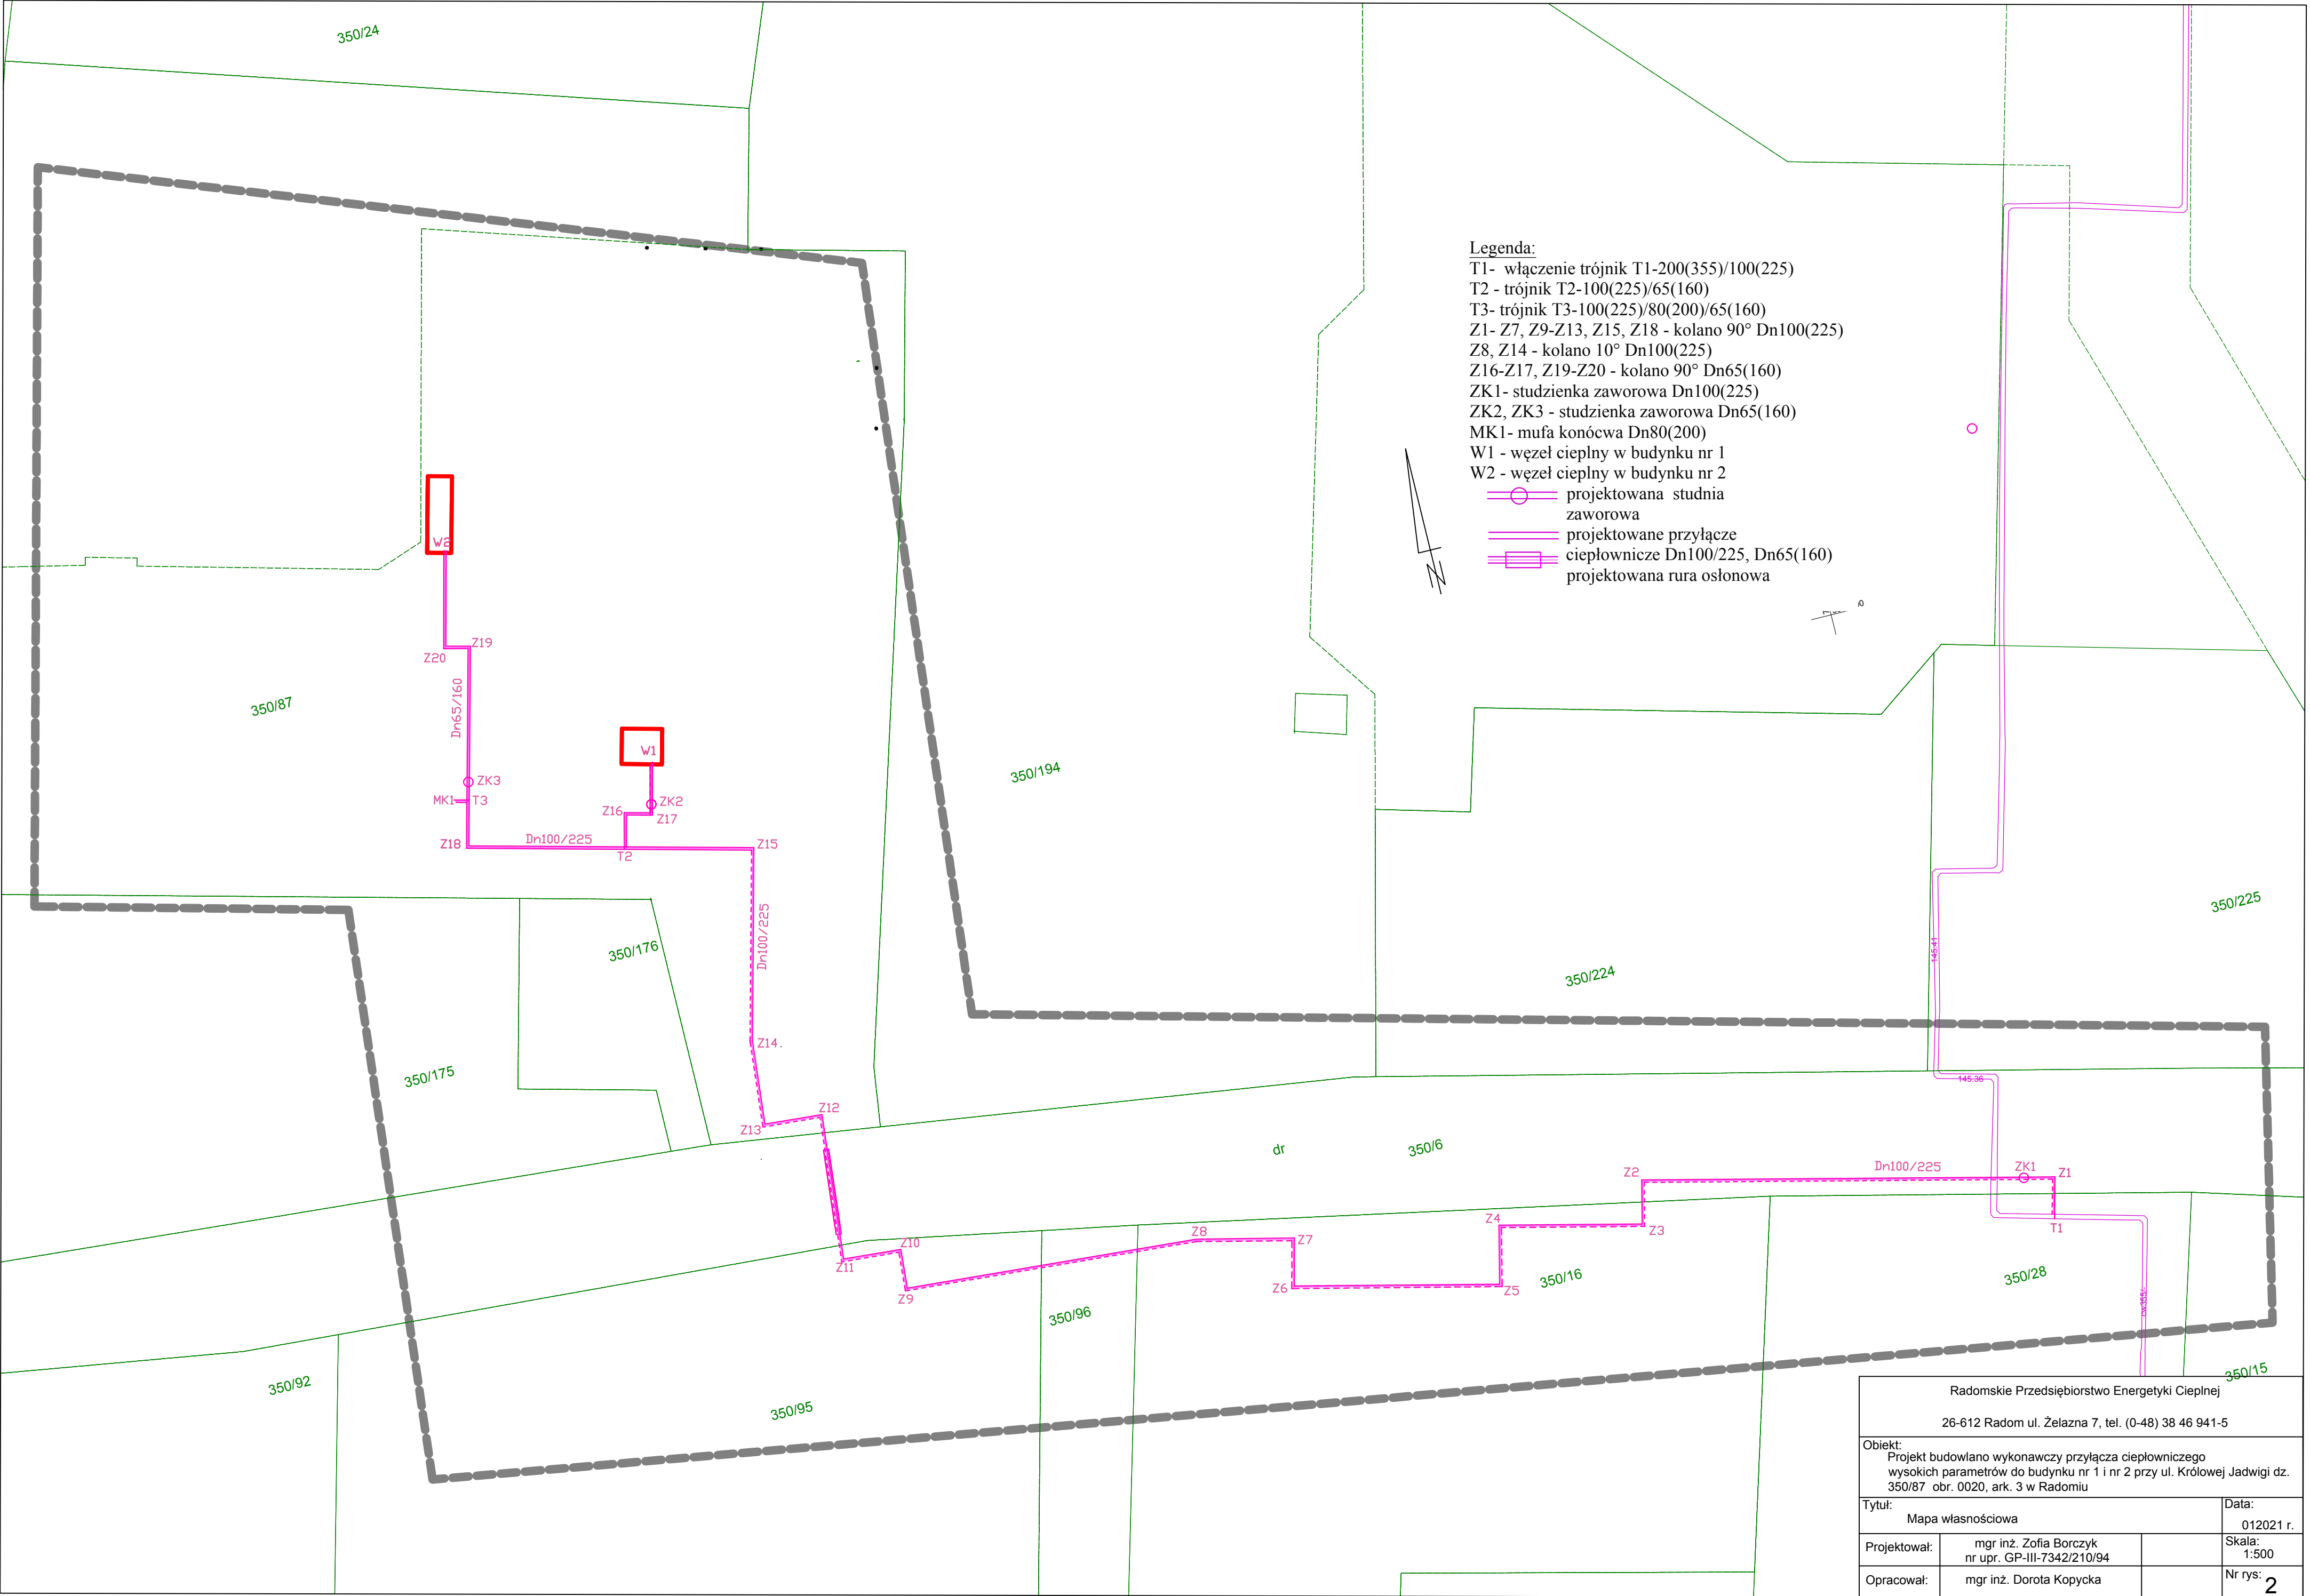 350/24
Legenda:
T1-  włączenie trójnik T1-200(355)/100(225)
T2 - trójnik T2-100(225)/65(160)
T3- trójnik T3-100(225)/80(200)/65(160)
Z1- Z7, Z9-Z13, Z15, Z18 - kolano 90° Dn100(225)
Z8, Z14 - kolano 10° Dn100(225)
Z16-Z17, Z19-Z20 - kolano 90° Dn65(160)
ZK1- studzienka zaworowa Dn100(225)
ZK2, ZK3 - studzienka zaworowa Dn65(160)
MK1- mufa konócwa Dn80(200)
W1 - węzeł cieplny w budynku nr 1
W2 - węzeł cieplny w budynku nr 2
projektowana  studnia
zaworowa
projektowane przyłącze
ciepłownicze Dn100/225, Dn65(160)
projektowana rura osłonowa
W2
Z19
Z20
Dn65/160
350/87
W1
350/194
ZK3
MK1
T3
ZK2
Z16
Z17
Z18
Dn100/225
T2
Z15
Dn100/225
350/176
350/225
350/224
145.41
Z14.
350/175
145.36
Z12
Z13
dr
350/6
Z2
Dn100/225
ZK1
Z1
Z4
Z3
T1
Z8
Z7
Z10
Z11
Z9
Z6
Z5
350/16
350/28
350/96
350/92
350/95
350/15
Radomskie Przedsiębiorstwo Energetyki Cieplnej
26-612 Radom ul. Żelazna 7, tel. (0-48) 38 46 941-5
Obiekt:
Projekt budowlano wykonawczy przyłącza ciepłowniczego
wysokich parametrów do budynku nr 1 i nr 2 przy ul. Królowej Jadwigi dz.
350/87  obr. 0020, ark. 3 w Radomiu
Tytuł:
Mapa własnościowa
Data:
012021 r.
Projektował:
mgr inż. Zofia Borczyk
nr upr. GP-III-7342/210/94
Skala:
1:500
Opracował:
mgr inż. Dorota Kopycka
Nr rys: 2